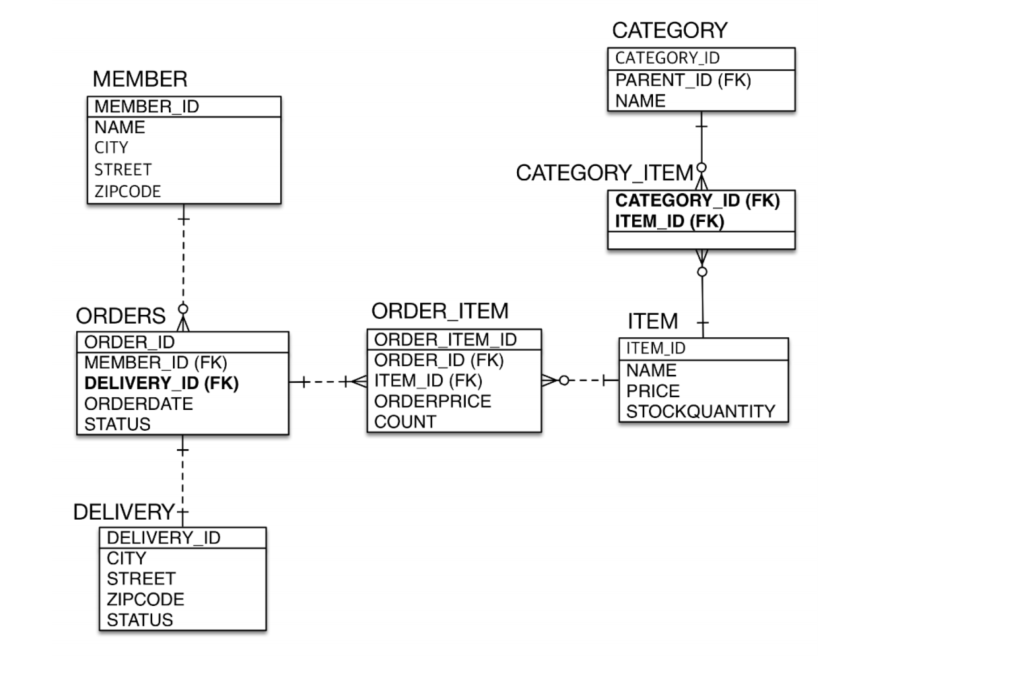 CATEGORY
CATEGORY_ID
PARENT_ID (FK)
NAME
MEMBER
MEMBER_ID
NAME
CITY
STREET
ZIPCODE
CATEGORY_ITEM
CATEGORY_ID (FK)
ITEM_ID (FK)
ORDERS
ORDER_ID
MEMBER_ID (FK)
DELIVERY_ID (FK)
ORDERDATE
STATUS
ORDER_ITEM
ORDER_ITEM_ID
ORDER_ID (FK)
ITEM_ID (FK)
ORDERPRICE
COUNT
ITEM
ITEM_ID
NAME
PRICE
STOCKQUANTITY
DELIVERY
DELIVERY_ID
CITY
STREET
ZIPCODE
STATUS